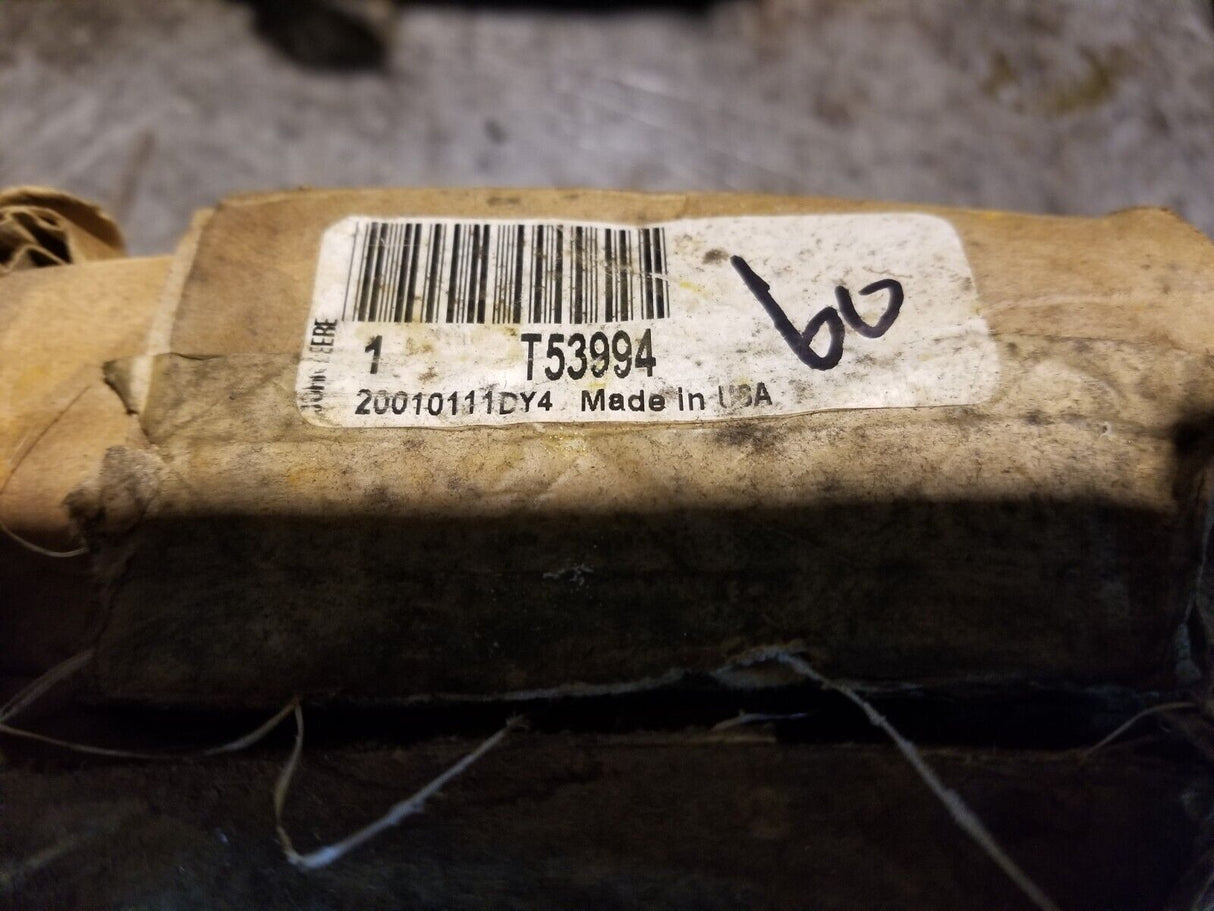 JOHN DEERE
1 T53994
20010111DY4 Made in USA
60